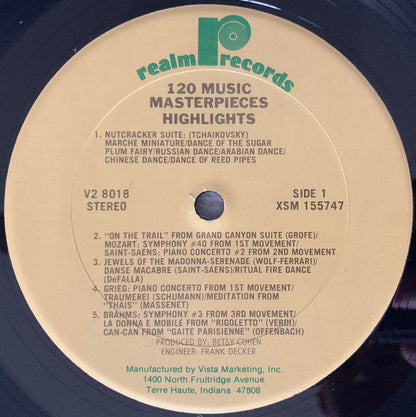 realm records
120 MUSIC
MASTERPIECES
HIGHLIGHTS
1. NUTCRACKER SUITE: (TCHAIKOVSKY)
MARCHE MINIATURE/DANCE OF THE SUGAR
PLUM FAIRY/RUSSIAN DANCE/ARABIAN DANCE/
CHINESE DANCE/DANCE OF REED PIPES
V2 8018 SIDE 1
STEREO XSM 155747
2. "ON THE TRAIL" FROM GRAND CANYON SUITE (GROFE)/
MOZART: SYMPHONY #40 FROM 1ST MOVEMENT/
SAINT-SAENS: PIANO CONCERTO #2 FROM 2ND MOVEMENT
3. JEWELS OF THE MADONNA-SERENADE (WOLF-FERRARI)/
DANSE MACABRE (SAINT-SAENS)/RITUAL FIRE DANCE
(DeFALLA)
4. GRIEG: PIANO CONCERTO FROM 1ST MOVEMENT/
TRAUMEREI (SCHUMANN)/MEDITATION FROM
"THAIS" (MASSENET)
5. BRAHMS: SYMPHONY #3 FROM 3RD MOVEMENT/
LA DONNA E MOBILE FROM "RIGOLETTO" (VERDI)/
CAN-CAN FROM "GAITE PARISIENNE" (OFFENBACH)
PRODUCED BY: BETSY COHEN
ENGINEER: FRANK DECKER
Manufactured by Vista Marketing, Inc.
1400 North Fruitridge Avenue
Terre Haute, Indiana 47808